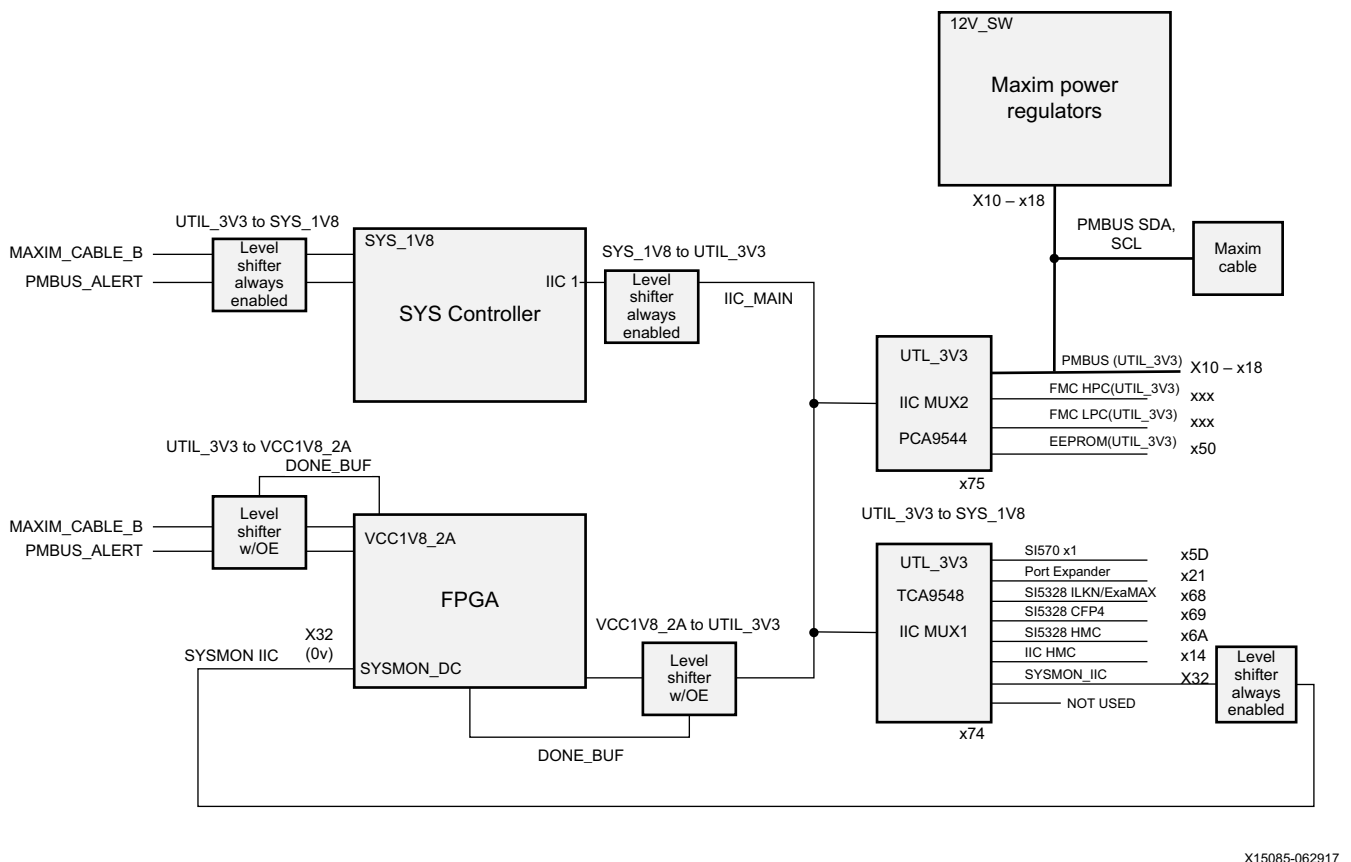 12V_SW
Maxim power
regulators
X10 – x18
PMBUS SDA,
SCL
Maxim
cable
UTIL_3V3 to SYS_1V8
MAXIM_CABLE_B
PMBUS_ALERT
Level
shifter
always
enabled
SYS_1V8
IIC 1
SYS Controller
SYS_1V8 to UTIL_3V3
Level
shifter
always
enabled
IIC_MAIN
UTL_3V3
IIC MUX2
PCA9544
x75
PMBUS (UTIL_3V3)
X10 – x18
FMC HPC(UTIL_3V3)
xxx
FMC LPC(UTIL_3V3)
xxx
EEPROM(UTIL_3V3)
x50
UTIL_3V3 to VCC1V8_2A
DONE_BUF
MAXIM_CABLE_B
PMBUS_ALERT
Level
shifter
w/OE
VCC1V8_2A
FPGA
X32
(0v)
SYSMON IIC
SYSMON_DC
VCC1V8_2A to UTIL_3V3
Level
shifter
w/OE
DONE_BUF
UTIL_3V3 to SYS_1V8
UTL_3V3
TCA9548
IIC MUX1
x74
SI570 x1
x5D
Port Expander
x21
SI5328 ILKN/ExaMAX
x68
SI5328 CFP4
x69
SI5328 HMC
x6A
IIC HMC
x14
SYSMON_IIC
X32
NOT USED
Level
shifter
always
enabled
X15085-062917